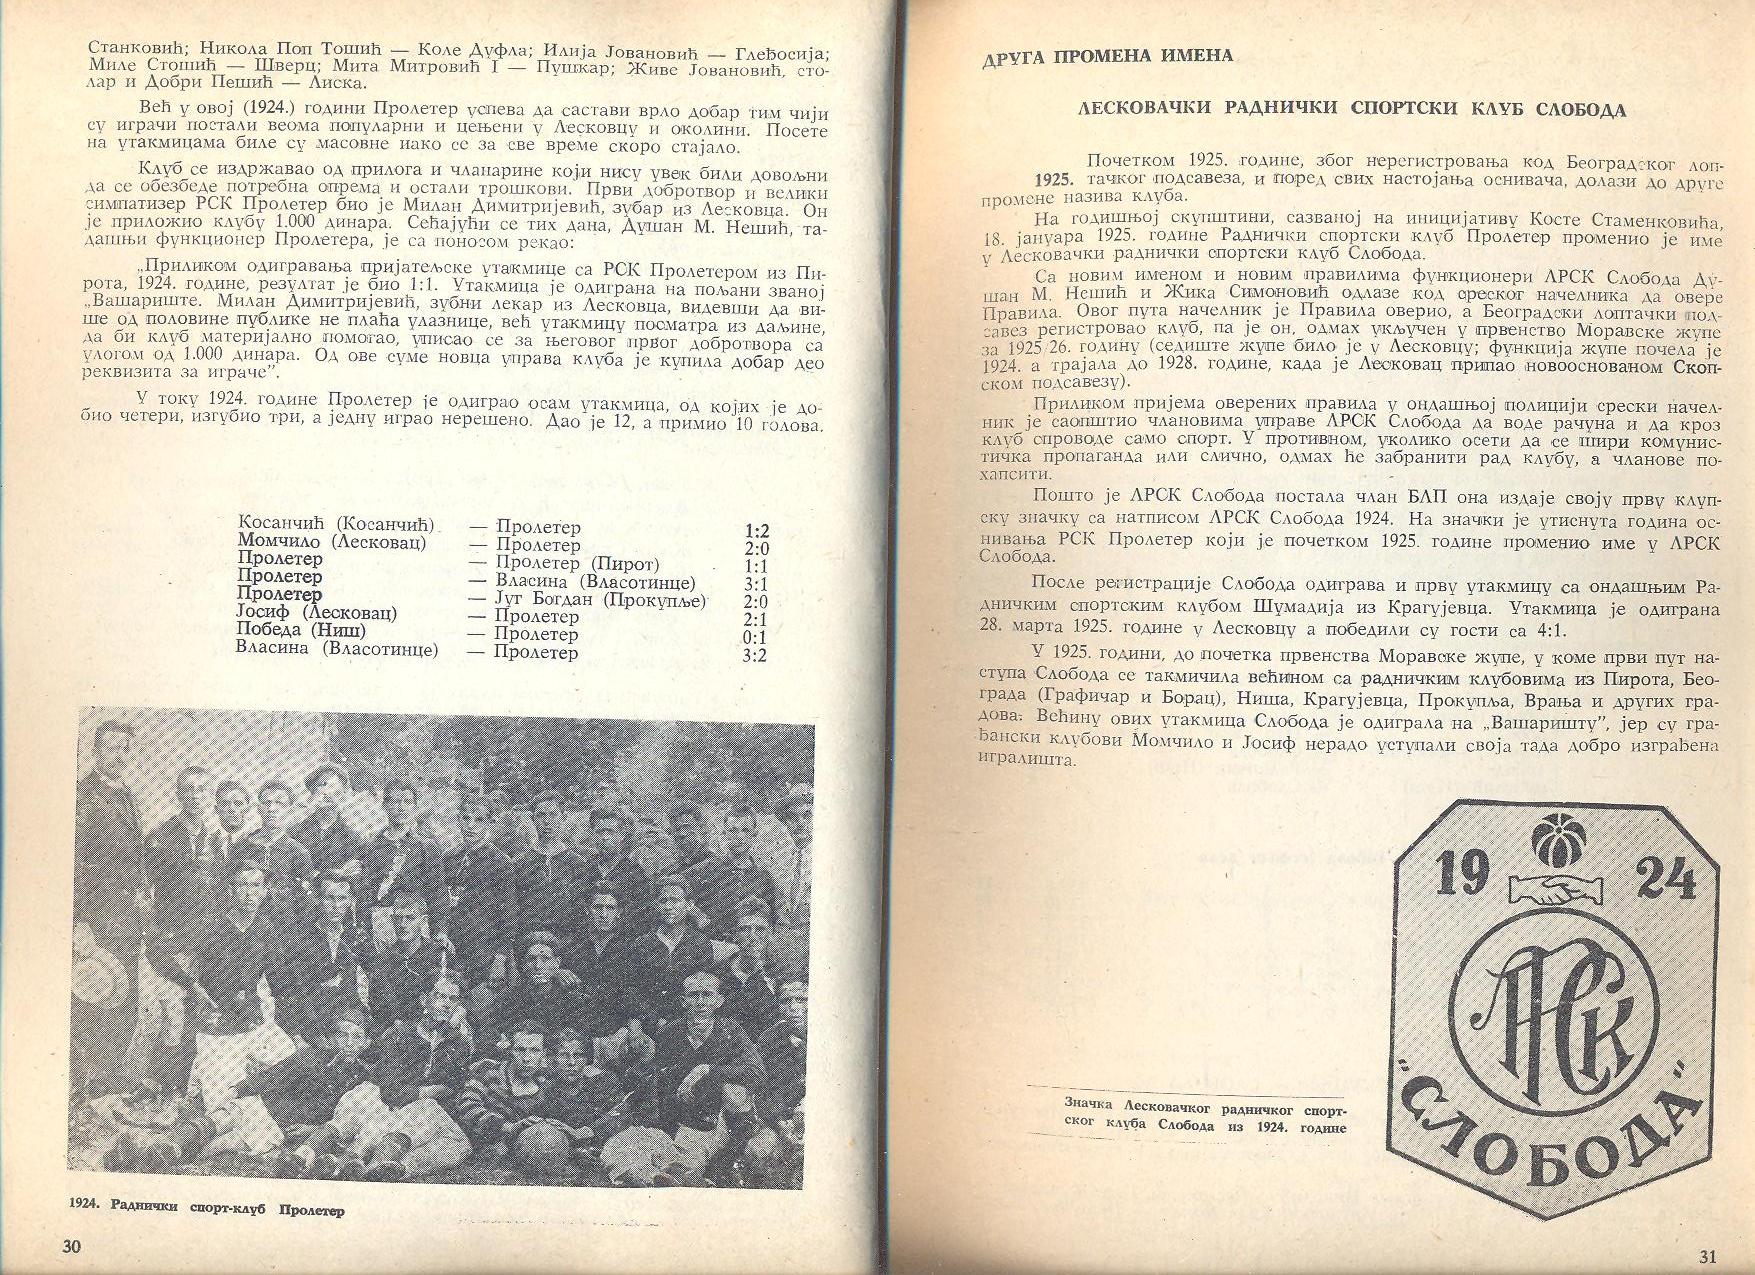 Станковић; Никола Поп Тошић — Коле Дуфла; Илија Јовановић — Глеђосија;
Миле Стошић — Шверц; Мита Митровић I — Пушкар; Живе Јовановић, сто-
лар и Добри Пешић — Лиска.
Већ у овој (1924.) години Пролетер успева да састави врло добар тим чији
су играчи постали веома популарни и цењени у Лесковцу и околини. Посете
на утакмицама биле су масовне иако се за све време скоро стајало.
Клуб се издржавао од прилога и чланарине који нису увек били довољни
да се обезбеде потребна опрема и остали трошкови. Први добротвор и велики
симпатизер РСК Пролетер био је Милан Димитријевић, зубар из Лесковца. Он
је приложио клубу 1.000 динара. Сећајући се тих дана, Душан М. Нешић, та-
дашњи функционер Пролетера, је са поносом рекао:
„Приликом одигравања пријатељске утакмице са РСК Пролетером из Пи-
рота, 1924. године, резултат је био 1:1. Утакмица је одиграна на пољани званој
„Вашариште. Милан Димитријевић, зубни лекар из Лесковца, видевши да ви-
ше од половине публике не плаћа улазнице, већ утакмицу посматра из даљине,
да би клуб материјално помогао, уписао се за његовог првог добротвора са
улогом од 1.000 динара. Од ове суме новца управа клуба је купила добар део
реквизита за играче”.
У току 1924. године Пролетер је одиграо осам утакмица, од којих је до-
био четери, изгубио три, а једну играо нерешено. Дао је 12, а примио 10 голова.
Косанчић (Косанчић) — Пролетер 1:2
Момчило (Лесковац) — Пролетер 2:0
Пролетер — Пролетер (Пирот) 1:1
Пролетер — Власина (Власотинце) 3:1
Пролетер — Југ Богдан (Прокупље) 2:0
Јосиф (Лесковац) — Пролетер 2:1
Победа (Ниш) — Пролетер 0:1
Власина (Власотинце) — Пролетер 3:2
1924. Раднички спорт-клуб Пролетер
30
ДРУГА ПРОМЕНА ИМЕНА
ЛЕСКОВАЧКИ РАДНИЧКИ СПОРТСКИ КЛУБ СЛОБОДА
Почетком 1925. године, због нерегистровања код Београдског лоп-
1925. тачког подсавеза, и поред свих настојања оснивача, долази до друге
промене назива клуба.
На годишњој скупштини, сазваној на иницијативу Косте Стаменковића,
18. јануара 1925. године Раднички спортски клуб Пролетер променио је име
у Лесковачки раднички спортски клуб Слобода.
Са новим именом и новим правилима функционери ЛРСК Слобода Ду-
шан М. Нешић и Жика Симоновић одлазе код среског начелника да овере
Правила. Овог пута начелник је Правила оверио, а Београдски лоптачки под-
савез регистровао клуб, па је он, одмах укључен у првенство Моравске жупе
за 1925/26. годину (седиште жупе било је у Лесковцу; функција жупе почела је
1924. а трајала до 1928. године, када је Лесковац припао новооснованом Скоп-
ском подсавезу).
Приликом пријема оверених правила у ондашњој полицији срески начел-
ник је саопштио члановима управе ЛРСК Слобода да воде рачуна и да кроз
клуб спроводе само спорт. У противном, уколико осети да се шири комунис-
тичка пропаганда или слично, одмах ће забранити рад клубу, а чланове по-
хапсити.
Пошто је ЛРСК Слобода постала члан БЛП она издаје своју прву клуп-
ску значку са натписом ЛРСК Слобода 1924. На значки је утиснута година ос-
нивања РСК Пролетер који је почетком 1925. године променио име у ЛРСК
Слобода.
После регистрације Слобода одиграва и прву утакмицу са ондашњим Ра-
дничким спортским клубом Шумадија из Крагујевца. Утакмица је одиграна
28. марта 1925. године у Лесковцу а победили су гости са 4:1.
У 1925. години, до почетка првенства Моравске жупе, у коме први пут на-
ступа Слобода се такмичила већином са радничким клубовима из Пирота, Бео-
града (Графичар и Борац), Ниша, Крагујевца, Прокупља, Врања и других гра-
дова. Већину ових утакмица Слобода је одиграла на „Вашаришту”, јер су гра-
ђански клубови Момчило и Јосиф нерадо уступали своја тада добро изграђена
игралишта.
19 24
ЛРСК
"СЛОБОДА"
Значка Лесковачког радничког спорт-
ског клуба Слобода из 1924. године
31